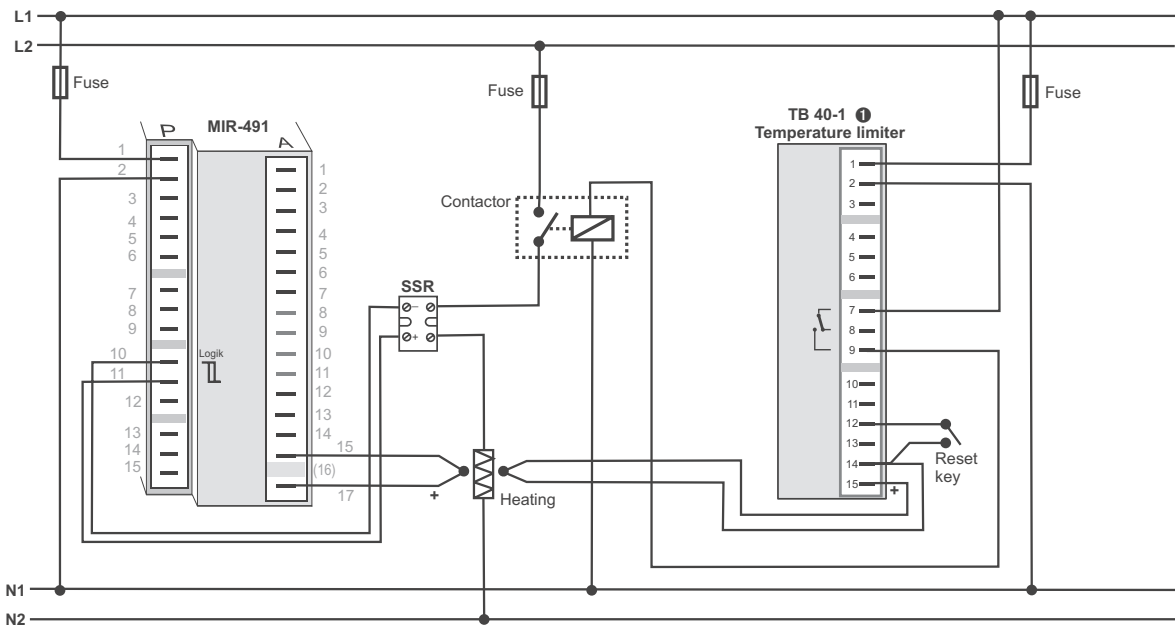 L1
L2
Fuse
Fuse
Fuse
P
MIR-491
A
TB 40-1 ❶
Temperature limiter
1
2
3
4
5
6
7
8
9
10
11
12
13
14
15
Logik
1
2
3
4
5
6
7
8
9
10
11
12
13
14
15
(16)
17
+
Contactor
SSR
–
+
Heating
1
2
3
4
5
6
7
8
9
10
11
12
13
14
15
+
Reset
key
N1
N2